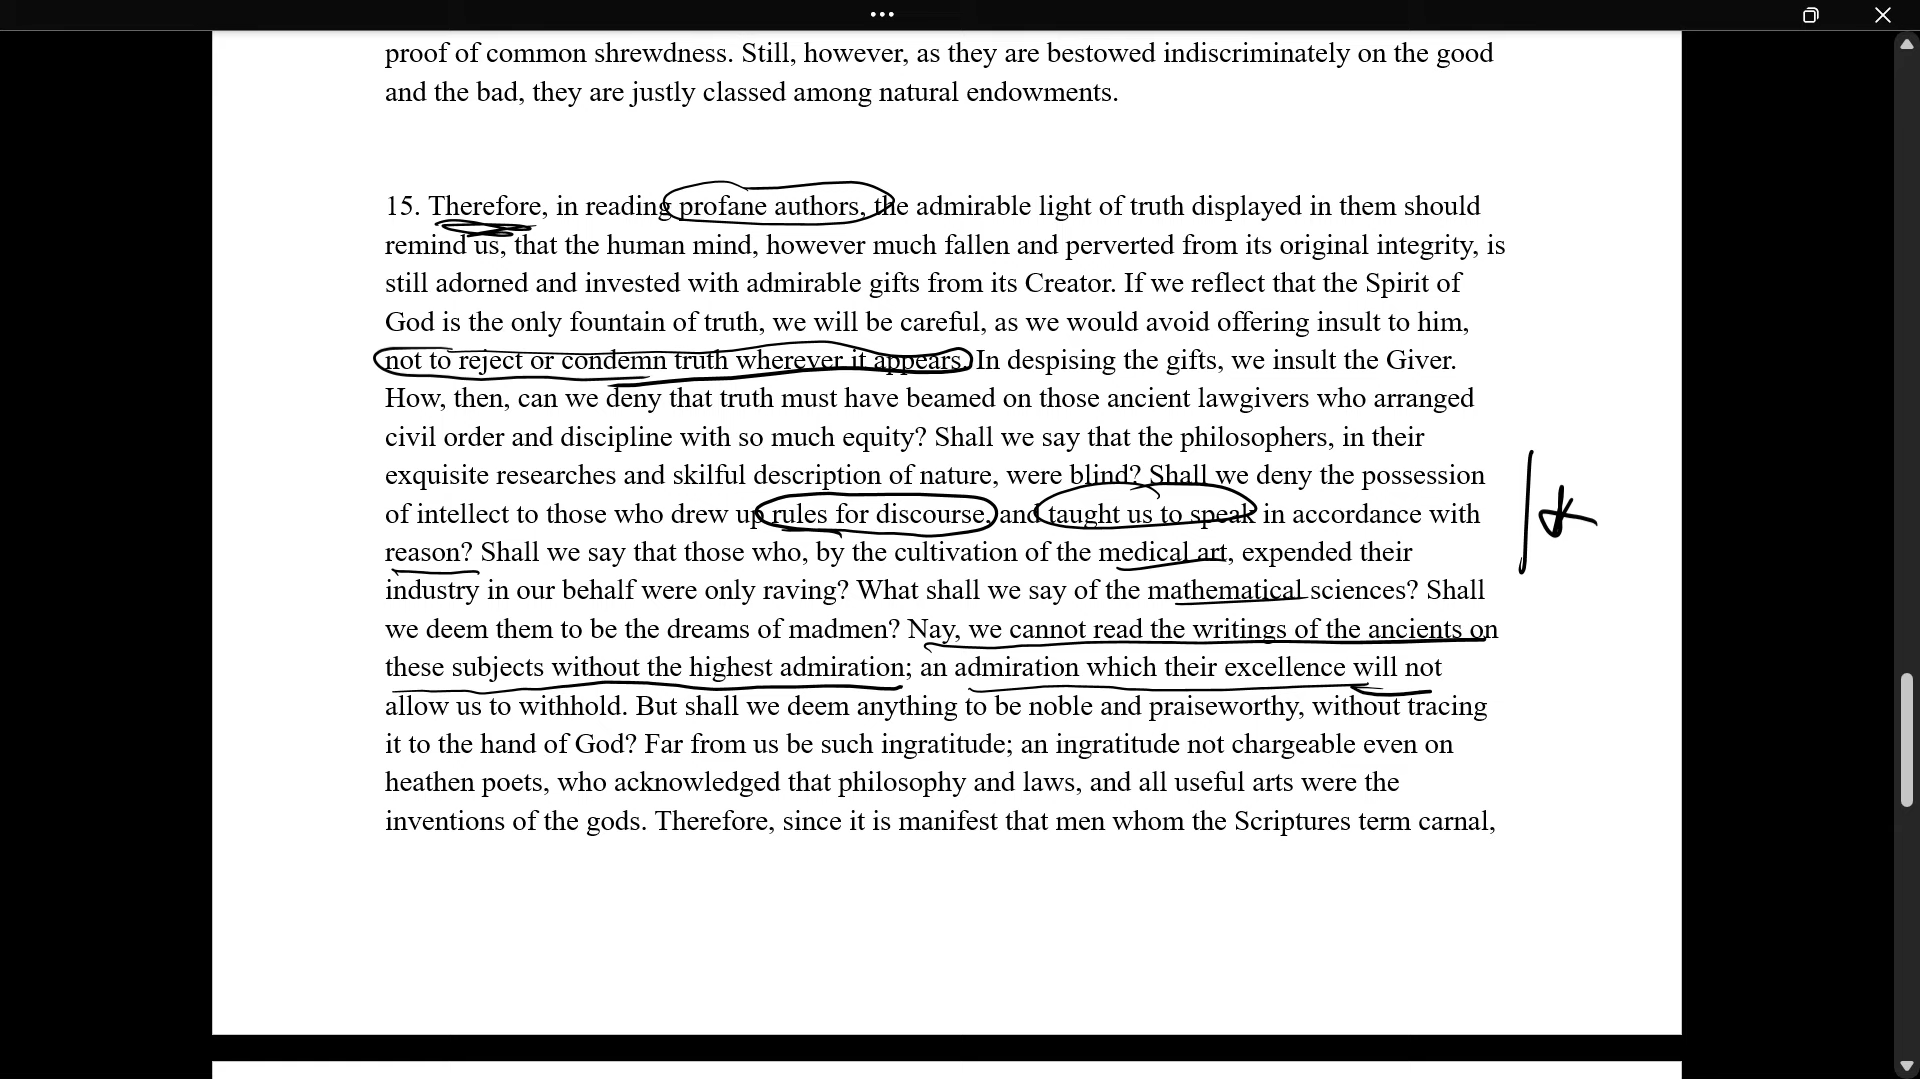 proof of common shrewdness. Still, however, as they are bestowed indiscriminately on the good
and the bad, they are justly classed among natural endowments.
15. Therefore, in reading profane authors, the admirable light of truth displayed in them should
remind us, that the human mind, however much fallen and perverted from its original integrity, is
still adorned and invested with admirable gifts from its Creator. If we reflect that the Spirit of
God is the only fountain of truth, we will be careful, as we would avoid offering insult to him,
not to reject or condemn truth wherever it appears. In despising the gifts, we insult the Giver.
How, then, can we deny that truth must have beamed on those ancient lawgivers who arranged
civil order and discipline with so much equity? Shall we say that the philosophers, in their
exquisite researches and skilful description of nature, were blind? Shall we deny the possession
of intellect to those who drew up rules for discourse, and taught us to speak in accordance with
reason? Shall we say that those who, by the cultivation of the medical art, expended their
industry in our behalf were only raving? What shall we say of the mathematical sciences? Shall
we deem them to be the dreams of madmen? Nay, we cannot read the writings of the ancients on
these subjects without the highest admiration; an admiration which their excellence will not
allow us to withhold. But shall we deem anything to be noble and praiseworthy, without tracing
it to the hand of God? Far from us be such ingratitude; an ingratitude not chargeable even on
heathen poets, who acknowledged that philosophy and laws, and all useful arts were the
inventions of the gods. Therefore, since it is manifest that men whom the Scriptures term carnal,